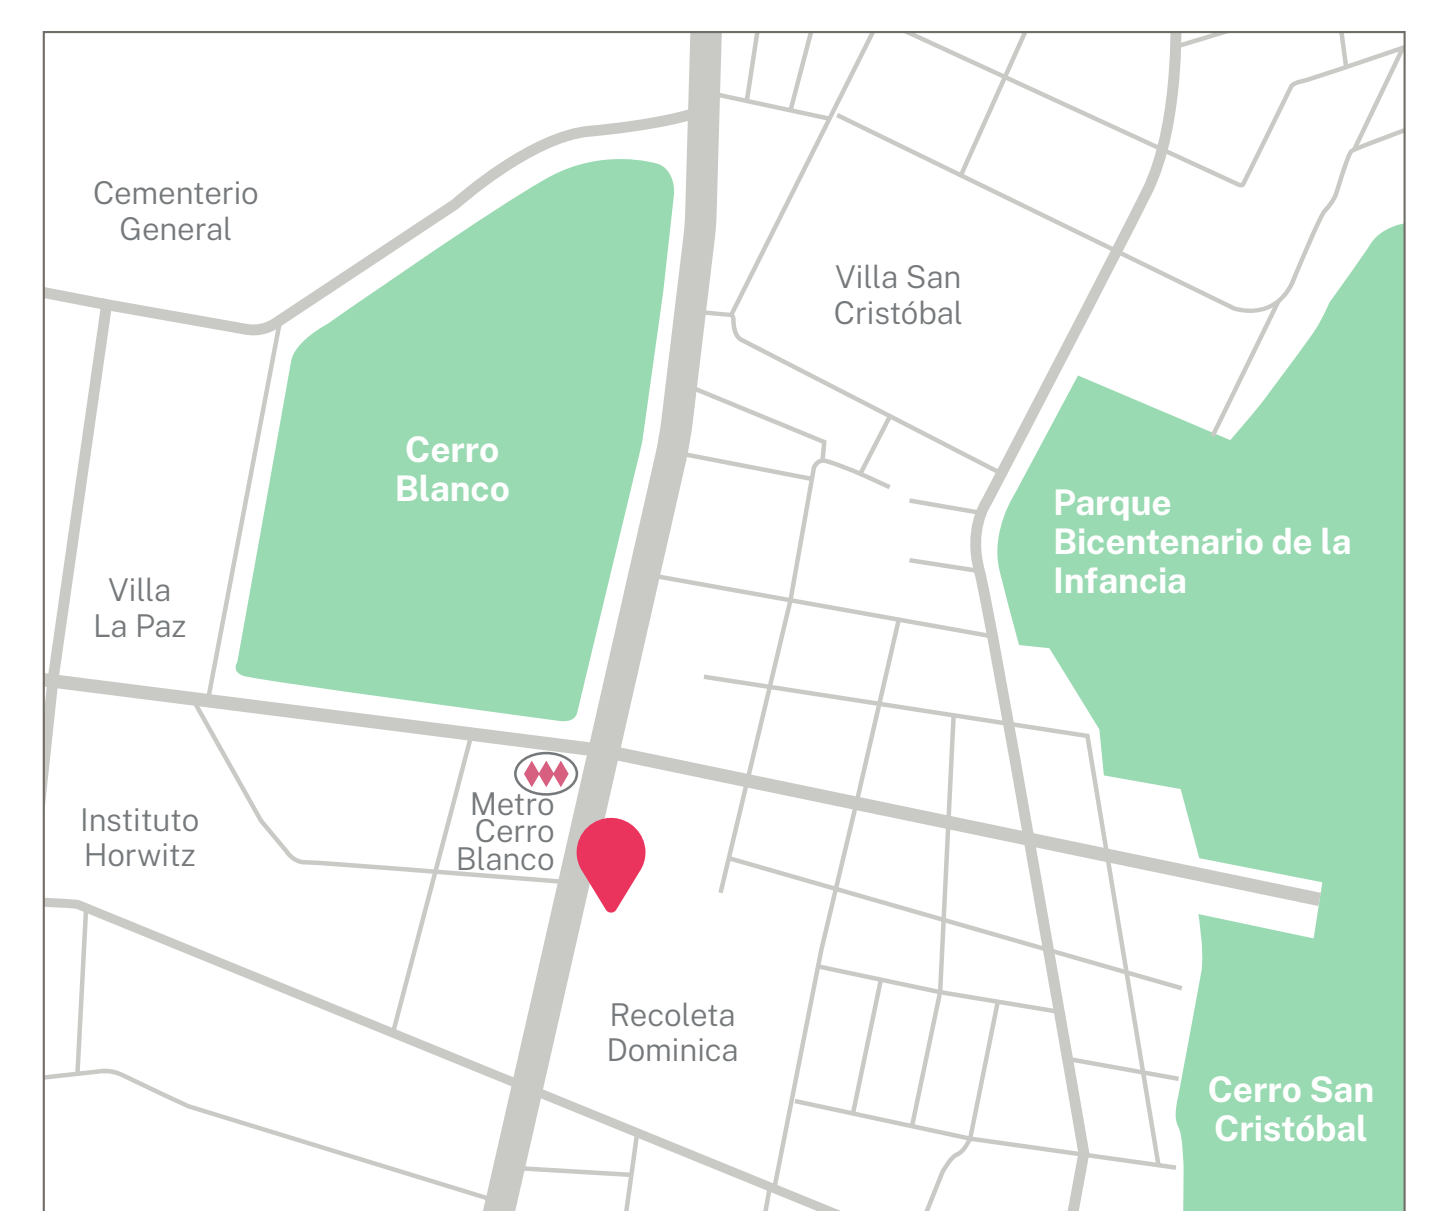 Cementerio
General
Villa San
Cristóbal
Cerro
Blanco
Parque
Bicentenario de la
Infancia
Villa
La Paz
Metro
Cerro
Blanco
Instituto
Horwitz
Recoleta
Dominica
Cerro San
Cristóbal